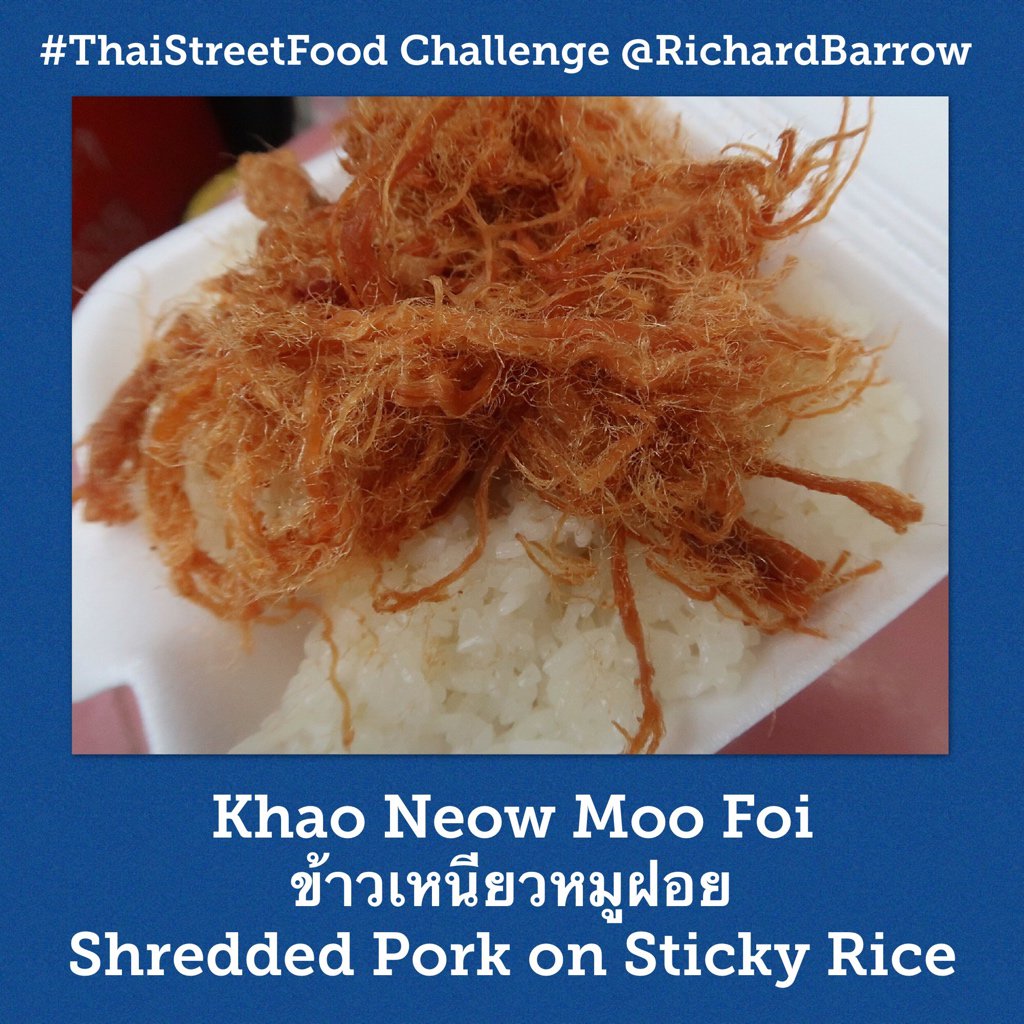 #ThaiStreetFood Challenge @RichardBarrow
Khao Neow Moo Foi
ข้าวเหนียวหมูฝอย
Shredded Pork on Sticky Rice